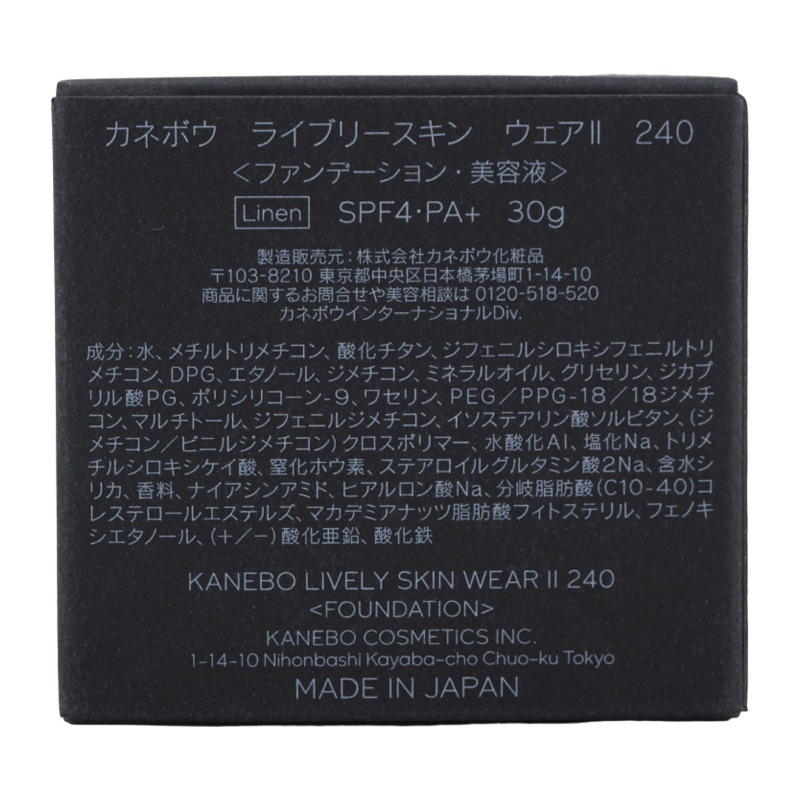 カネボウ ライブリースキン ウェアII 240
<ファンデーション・美容液>
Linen SPF4・PA+ 30g
製造販売元:株式会社カネボウ化粧品
〒103-8210 東京都中央区日本橋茅場町1-14-10
商品に関するお問合せや美容相談は 0120-518-520
カネボウインターナショナルDiv.
成分:水、メチルトリメチコン、酸化チタン、ジフェニルシロキシフェニルトリ
メチコン、DPG、エタノール、ジメチコン、ミネラルオイル、グリセリン、ジカプ
リル酸PG、ポリシリコーン-9、ワセリン、PEG/PPG-18/18ジメチ
コン、マルチトール、ジフェニルジメチコン、イソステアリン酸ソルビタン、(ジ
メチコン/ビニルジメチコン)クロスポリマー、水酸化Al、塩化Na、トリメ
チルシロキシケイ酸、窒化ホウ素、ステアロイルグルタミン酸2Na、含水シ
リカ、香料、ナイアシンアミド、ヒアルロン酸Na、分岐脂肪酸(C10-40)コ
レステロールエステルズ、マカデミアナッツ脂肪酸フィトステリル、フェノキ
シエタノール、(+/-)酸化亜鉛、酸化鉄
KANEBO LIVELY SKIN WEAR II 240
<FOUNDATION>
KANEBO COSMETICS INC.
1-14-10 Nihonbashi Kayaba-cho Chuo-ku Tokyo
MADE IN JAPAN